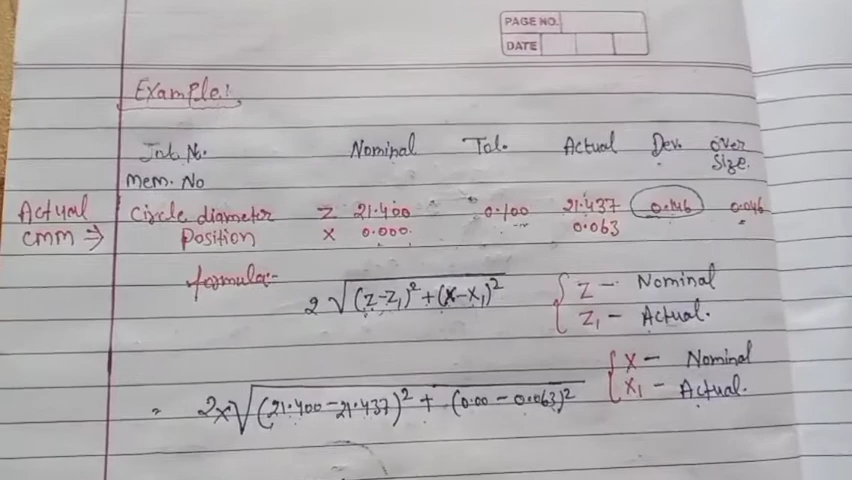 PAGE NO.
DATE
Example:
Int No. Nominal Tol. Actual Dev. over Size.
Mem. No
Actual Circle diameter Z 21.400 0.100 21.437 0.146 0.046
CMM ⇒ Position X 0.000 0.063
formula:-
2√(Z-Z₁)² + (X-X₁)² { Z - Nominal
Z₁ - Actual.
{ X - Nominal
X₁ - Actual.
= 2×√(21.400-21.437)² + (0.00 - 0.063)²